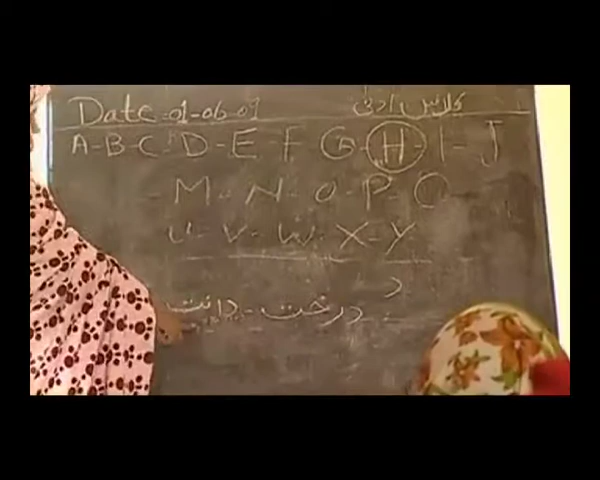 Date -01-06-09 کلاس ادنیٰ
A-B-C-D-E-F G-H-I-J
M-N-O-P-
U-V-W-X-Y
د
درخت - دانت